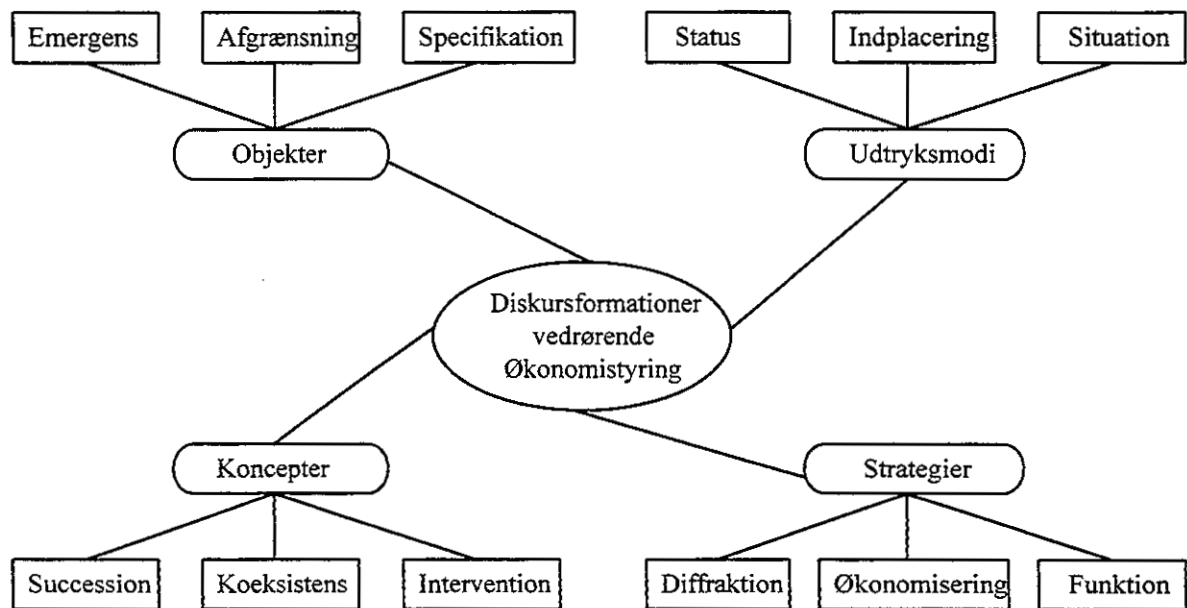 Emergens Afgrænsning Specifikation Status Indplacering Situation
Objekter Udtryksmodi
Diskursformationer
vedrørende
Økonomistyring
Koncepter Strategier
Succession Koeksistens Intervention Diffraktion Økonomisering Funktion